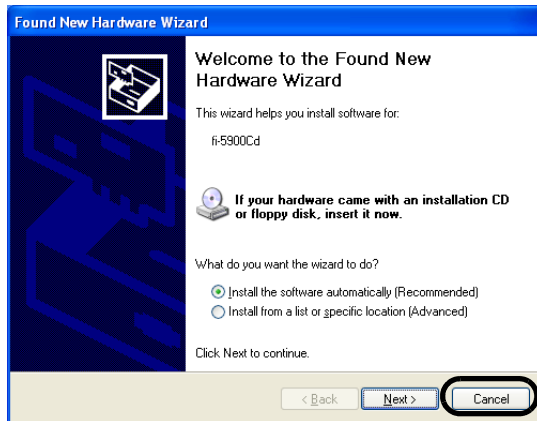 Found New Hardware Wizard
Welcome to the Found New
Hardware Wizard
This wizard helps you install software for:
fi-5900Cd
If your hardware came with an installation CD
or floppy disk, insert it now.
What do you want the wizard to do?
Install the software automatically (Recommended)
Install from a list or specific location (Advanced)
Click Next to continue.
< Back
Next >
Cancel